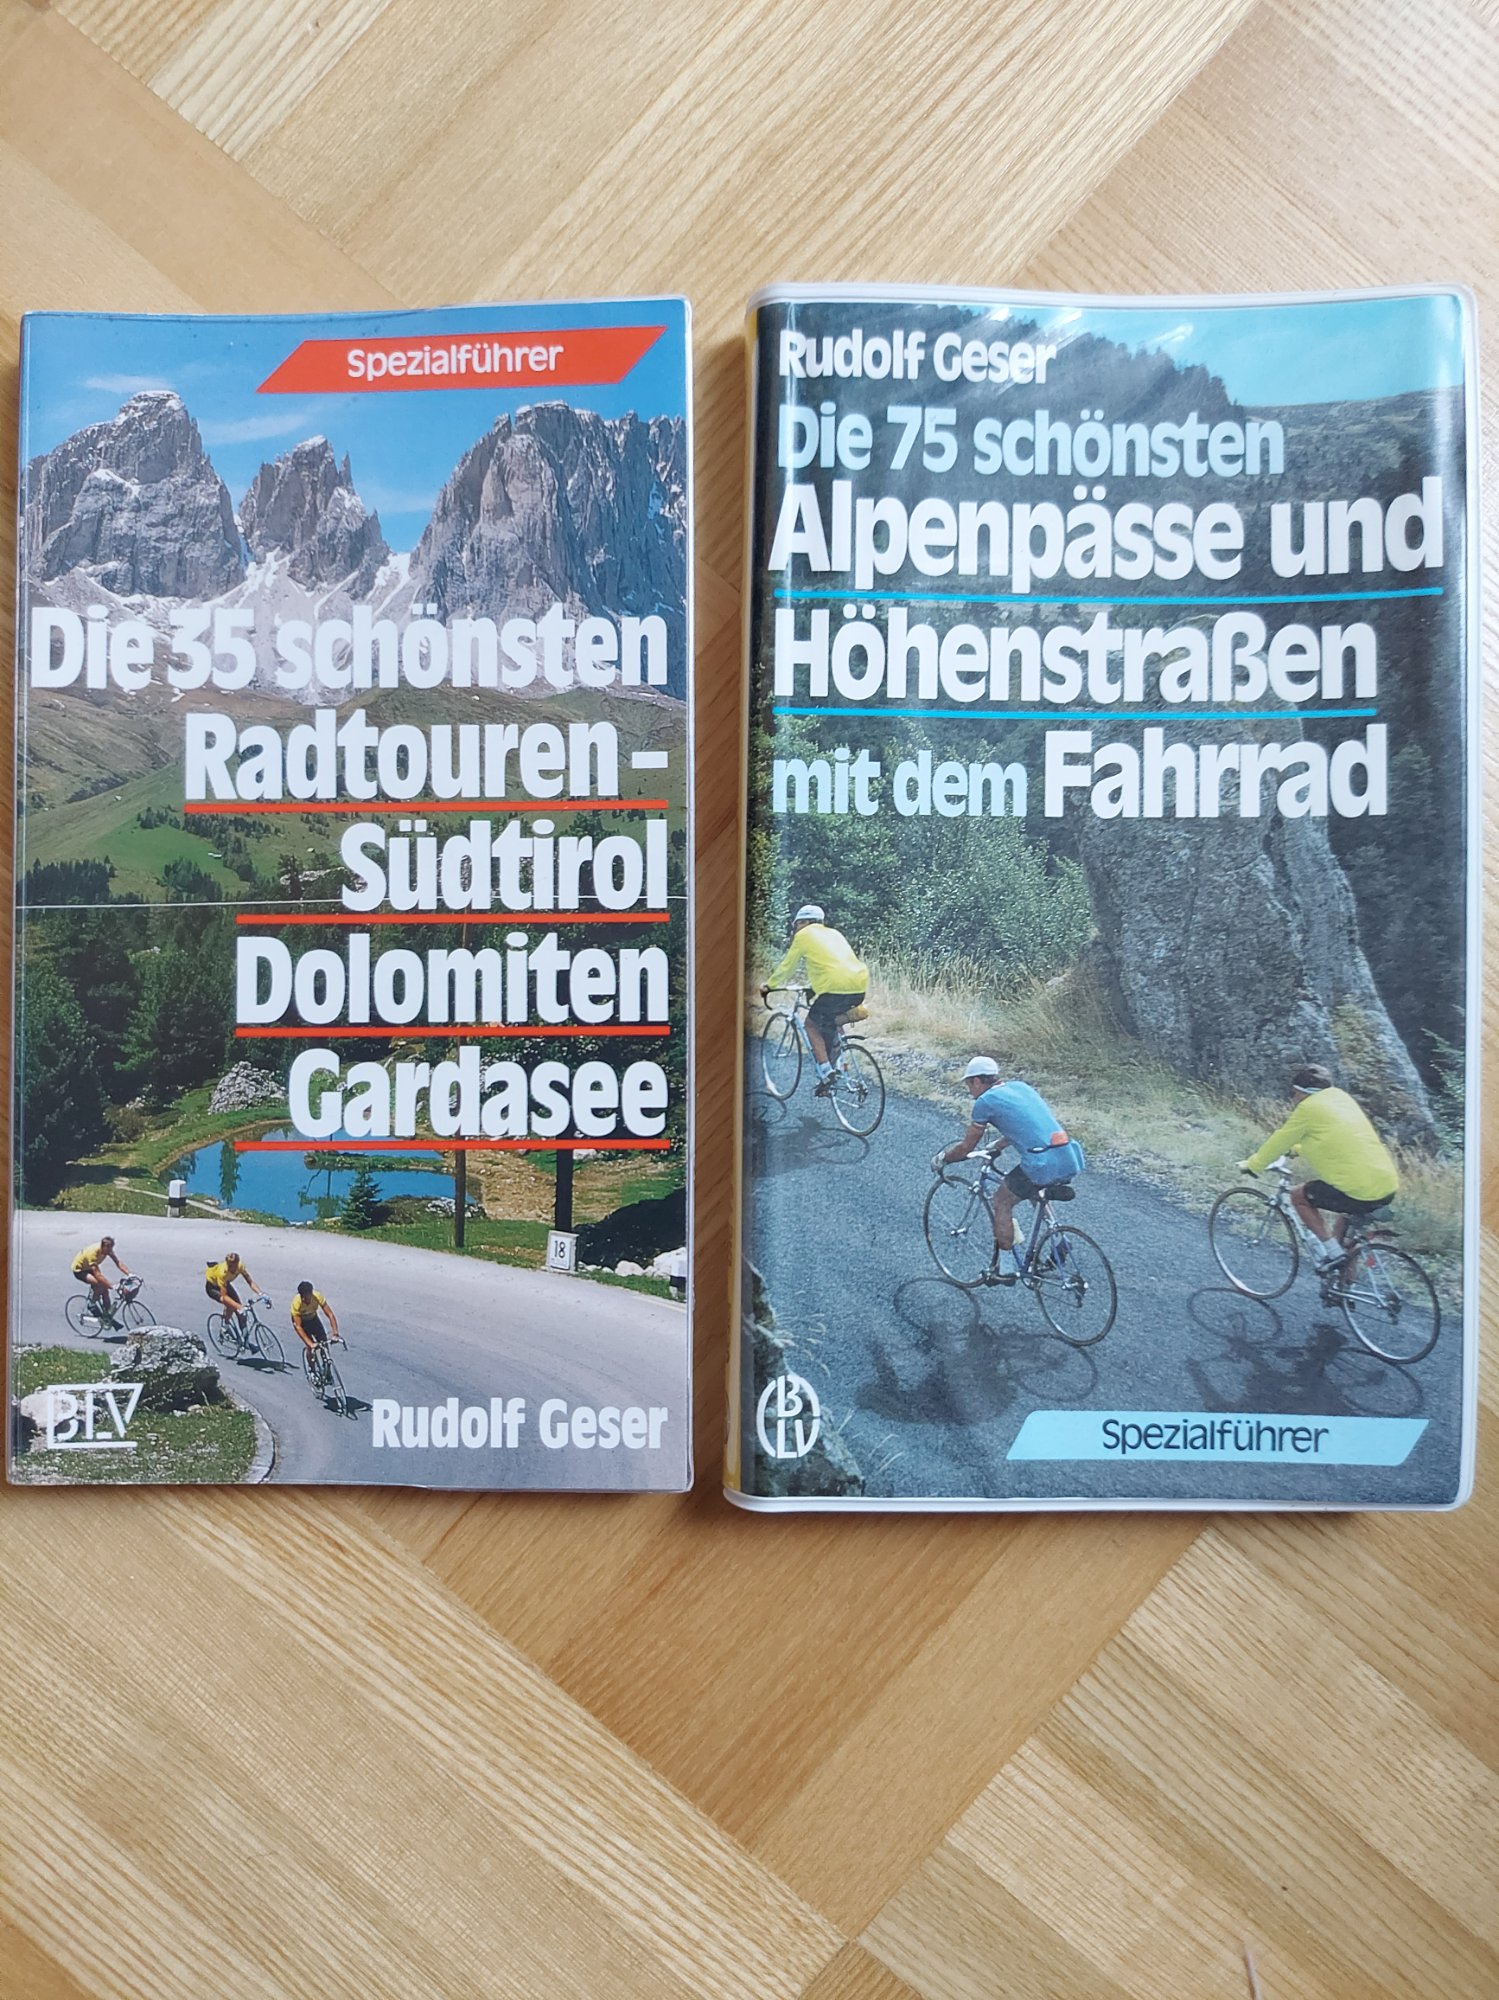 Spezialführer
Die 35 schönsten
Radtouren-
Südtirol
Dolomiten
Gardasee
18
BLV
Rudolf Geser
Rudolf Geser
Die 75 schönsten
Alpenpässe und
Höhenstraßen
mit dem Fahrrad
BLV
Spezialführer